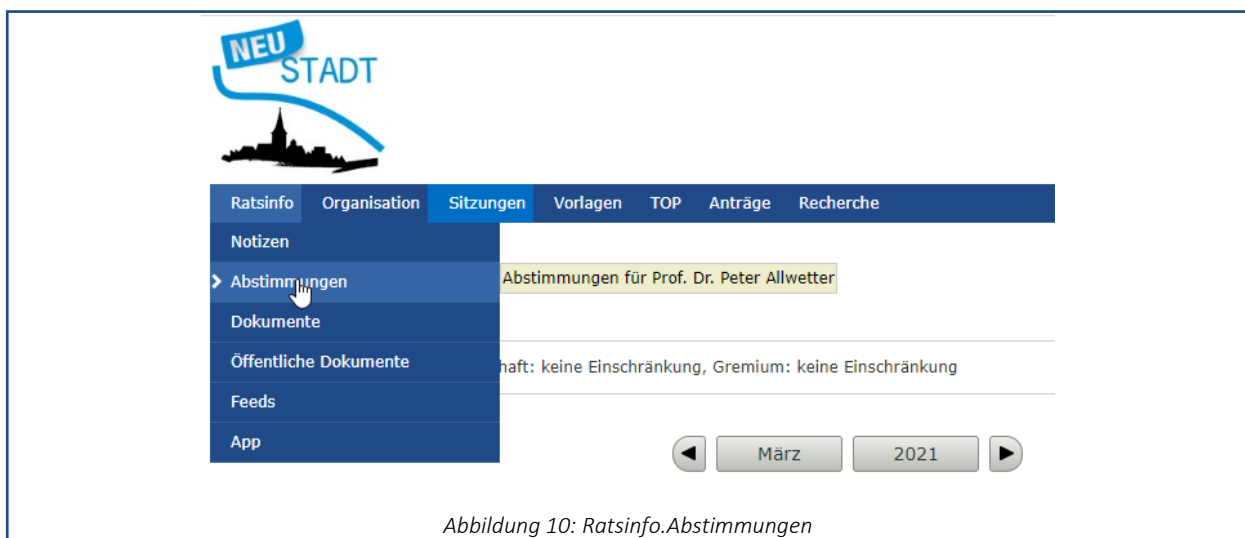 NEU
STADT
Ratsinfo Organisation Sitzungen Vorlagen TOP Anträge Recherche
Notizen
Abstimmungen
Abstimmungen für Prof. Dr. Peter Allwetter
Dokumente
Öffentliche Dokumente
haft: keine Einschränkung, Gremium: keine Einschränkung
Feeds
App
März 2021
Abbildung 10: Ratsinfo.Abstimmungen